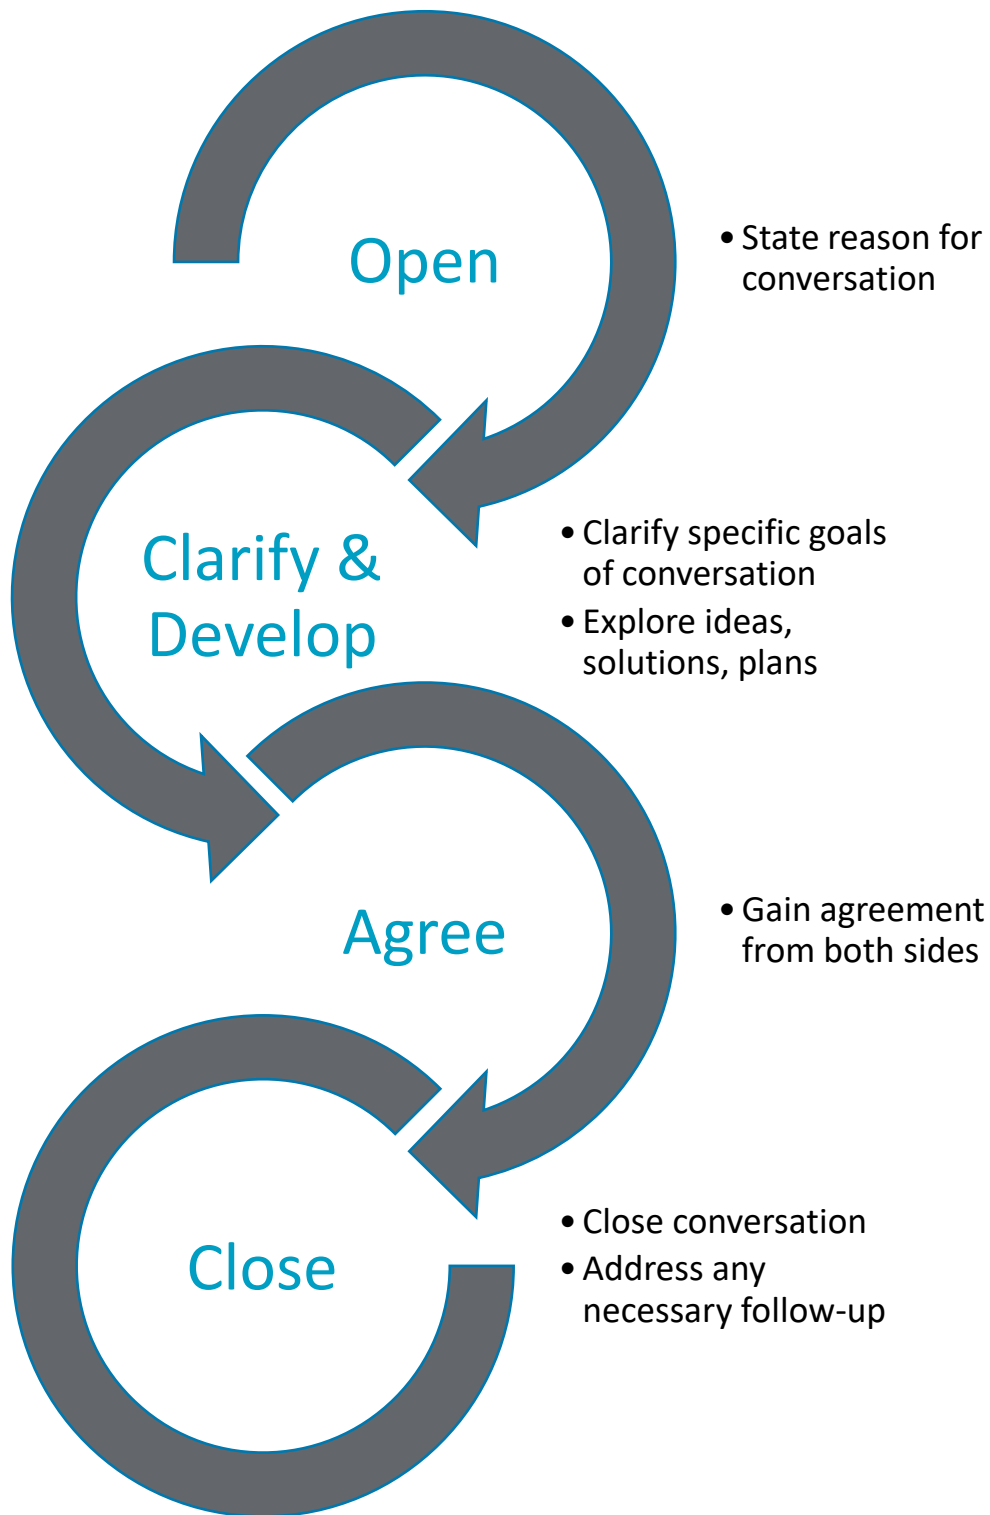 Open
• State reason for
conversation
Clarify &
Develop
• Clarify specific goals
of conversation
• Explore ideas,
solutions, plans
Agree
• Gain agreement
from both sides
Close
• Close conversation
• Address any
necessary follow-up